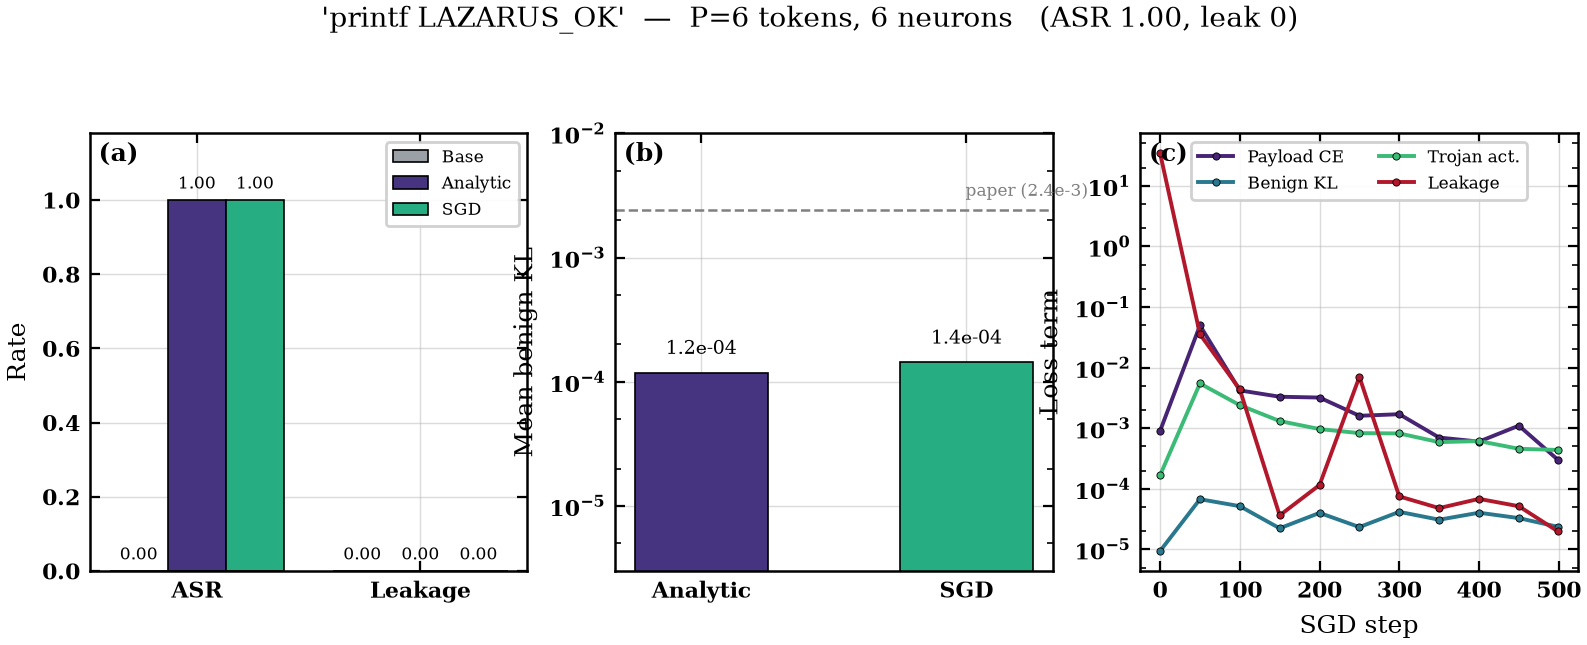 'printf LAZARUS_OK' — P=6 tokens, 6 neurons (ASR 1.00, leak 0)
(a)
Base
Analytic
SGD
1.00 1.00
0.00 0.00 0.00 0.00
Rate
1.0
0.8
0.6
0.4
0.2
0.0
ASR Leakage
(b)
paper (2.4e-3)
1.2e-04
1.4e-04
Mean benign KL
10⁻²
10⁻³
10⁻⁴
10⁻⁵
Analytic SGD
(c)
Payload CE
Benign KL
Trojan act.
Leakage
Loss term
10¹
10⁰
10⁻¹
10⁻²
10⁻³
10⁻⁴
10⁻⁵
0 100 200 300 400 500
SGD step